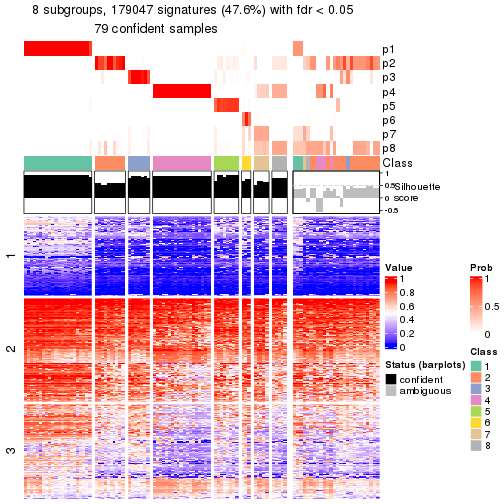 8 subgroups, 179047 signatures (47.6%) with fdr < 0.05
79 confident samples
p1
p2
p3
p4
p5
p6
p7
p8
Class
1
0.5
0
-0.5
Silhouette
score
1
2
3
Value
1
0.8
0.6
0.4
0.2
0
Status (barplots)
confident
ambiguous
Prob
1
0.5
0
Class
1
2
3
4
5
6
7
8